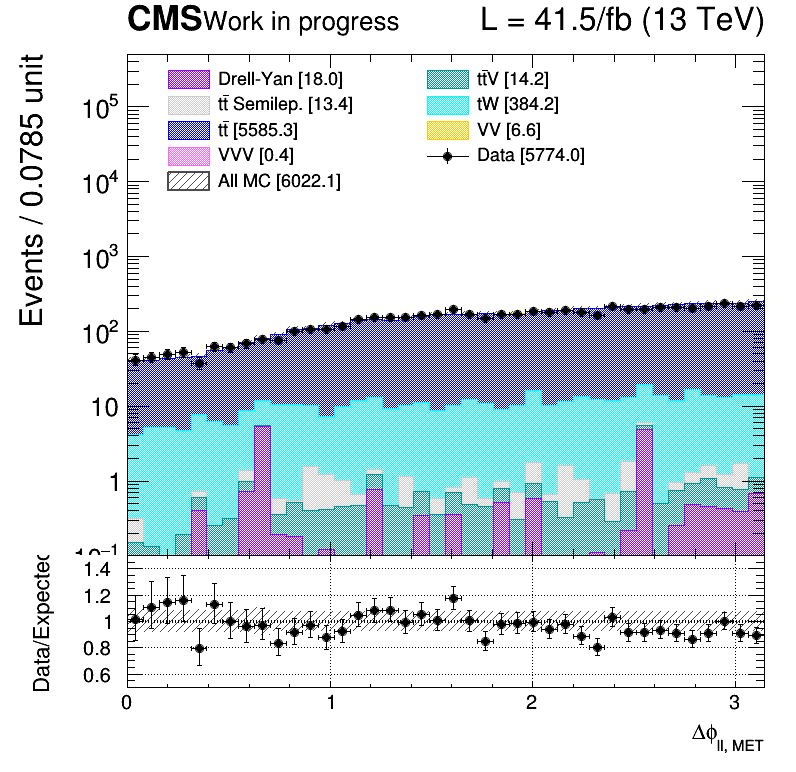 CMS Work in progress L = 41.5/fb (13 TeV)
Events / 0.0785 unit
Drell-Yan [18.0]
tt̄ Semilep. [13.4]
tt̄ [5585.3]
VVV [0.4]
All MC [6022.1]
tt̄V [14.2]
tW [384.2]
VV [6.6]
Data [5774.0]
10⁵
10⁴
10³
10²
10
1
10⁻¹
Data/Expected
1.4
1.2
1
0.8
0.6
0 1 2 3
Δϕ_ll, MET